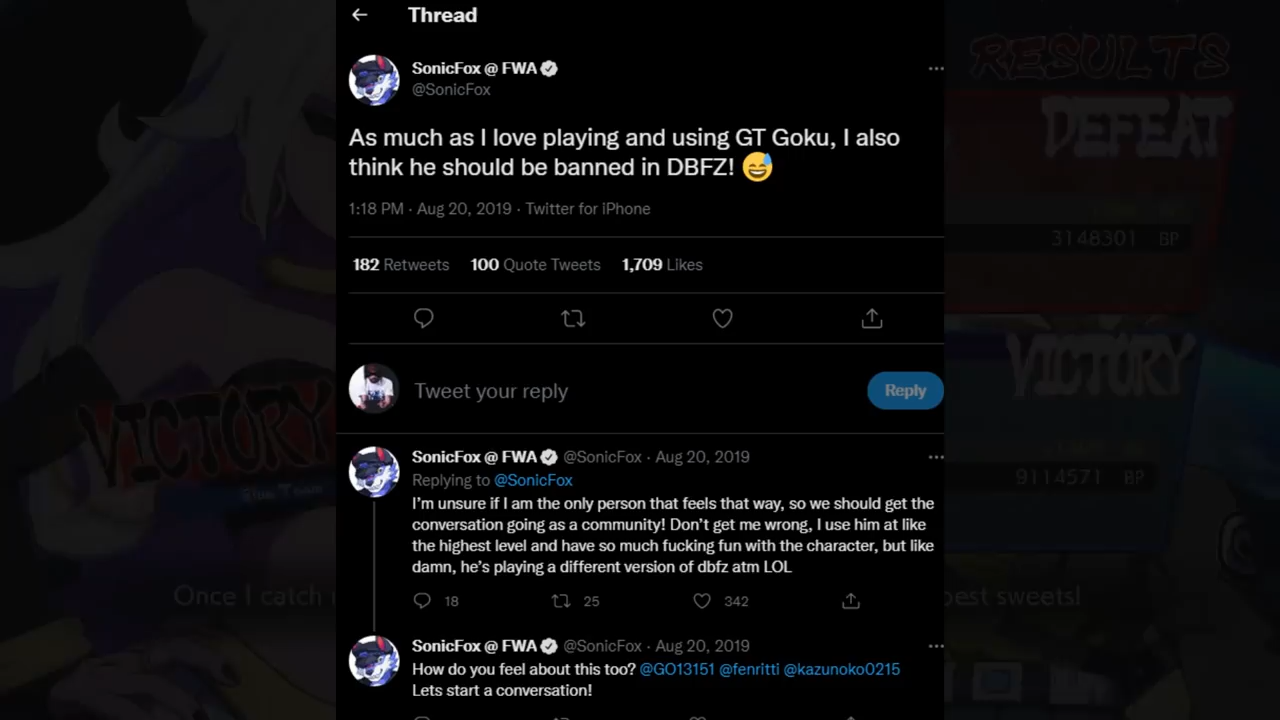 Thread
SonicFox @ FWA
@SonicFox
As much as I love playing and using GT Goku, I also
think he should be banned in DBFZ! 😅
1:18 PM · Aug 20, 2019 · Twitter for iPhone
182 Retweets 100 Quote Tweets 1,709 Likes
Tweet your reply
Reply
SonicFox @ FWA @SonicFox · Aug 20, 2019
Replying to @SonicFox
I'm unsure if I am the only person that feels that way, so we should get the
conversation going as a community! Don't get me wrong, I use him at like
the highest level and have so much fucking fun with the character, but like
damn, he's playing a different version of dbfz atm LOL
18 25 342
SonicFox @ FWA @SonicFox · Aug 20, 2019
How do you feel about this too? @GO13151 @fenritti @kazunoko0215
Lets start a conversation!
RESULTS
DEFEAT
3148301 BP
VICTORY
9114571 BP
VICTORY
Blue Team
Once I catch
best sweets!